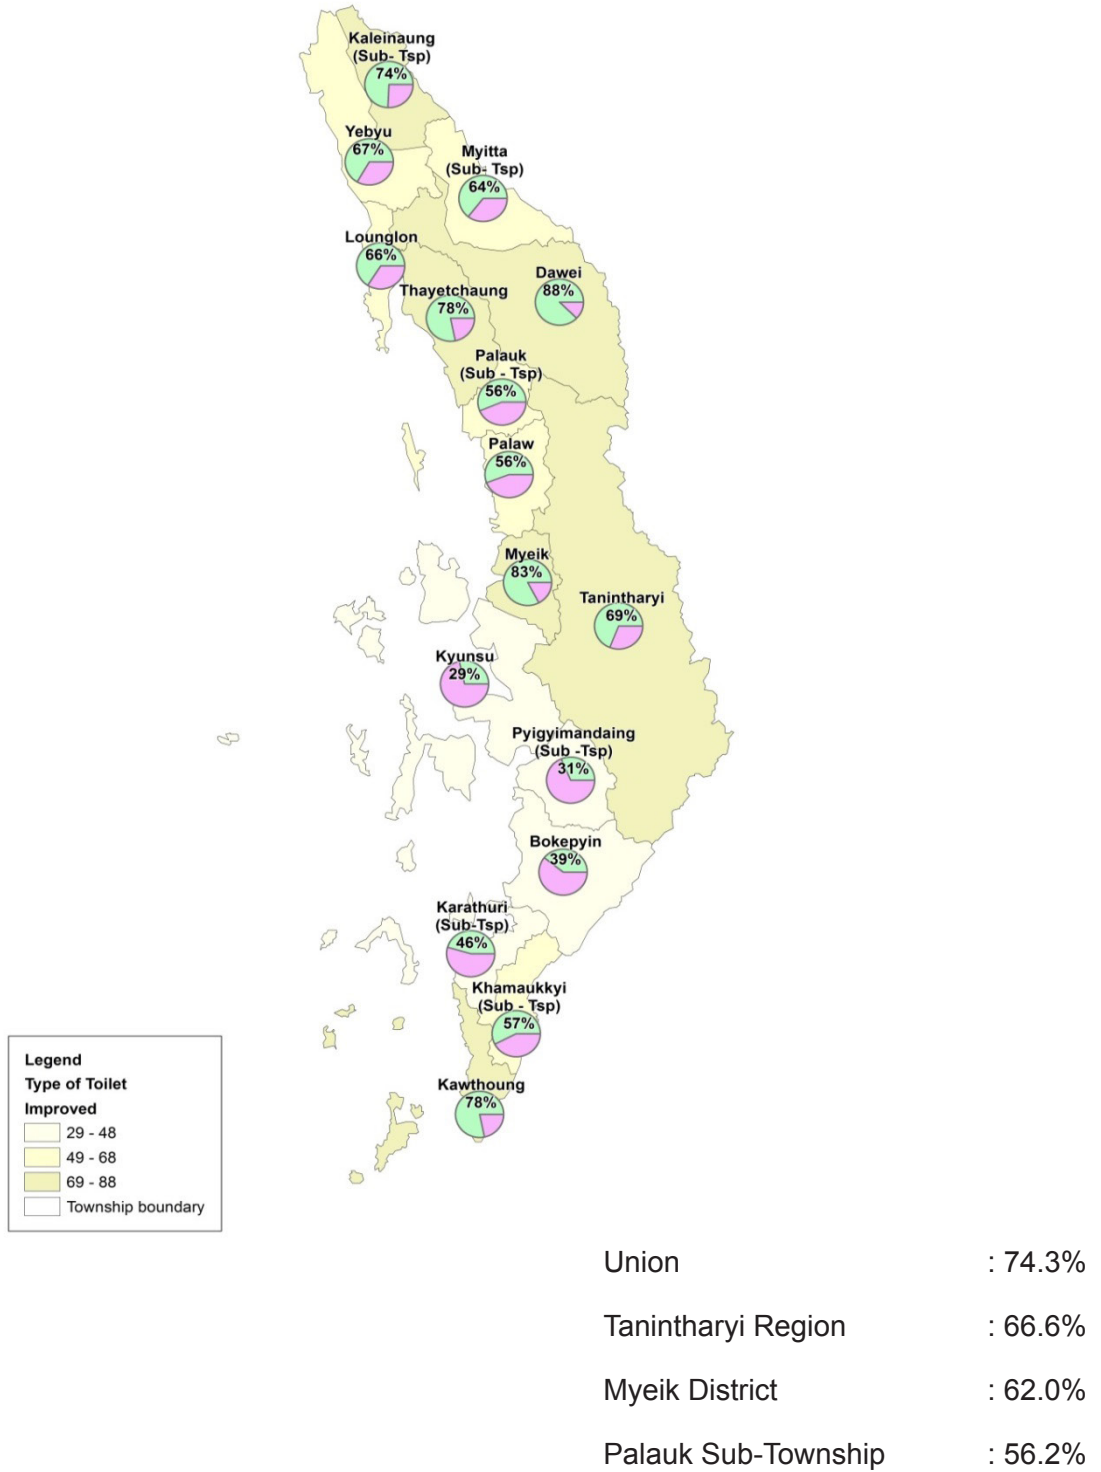 Kaleinaung
(Sub- Tsp)
74%
Yebyu
67%
Myitta
(Sub- Tsp)
64%
Lounglon
66%
Dawei
88%
Thayetchaung
78%
Palauk
(Sub - Tsp)
56%
Palaw
56%
Myeik
83%
Tanintharyi
69%
Kyunsu
29%
Pyigyimandaing
(Sub -Tsp)
31%
Bokepyin
39%
Karathuri
(Sub-Tsp)
46%
Khamaukkyi
(Sub - Tsp)
57%
Kawthoung
78%
Legend
Type of Toilet
Improved
29 - 48
49 - 68
69 - 88
Township boundary
Union : 74.3%
Tanintharyi Region : 66.6%
Myeik District : 62.0%
Palauk Sub-Township : 56.2%